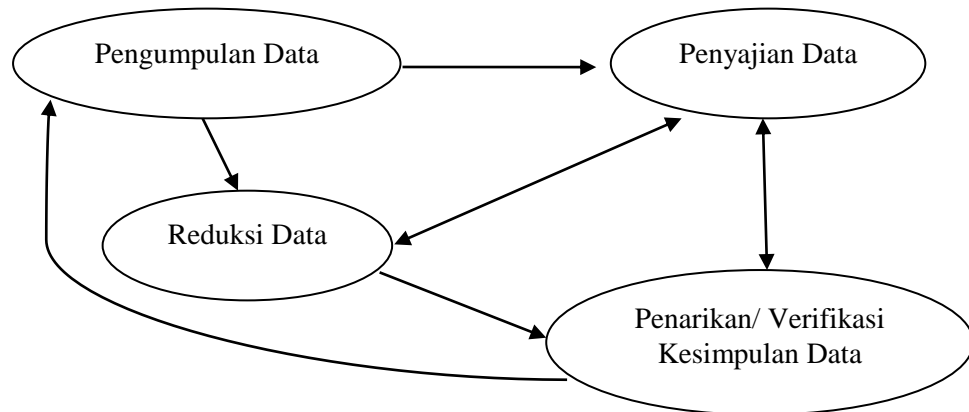 Pengumpulan Data
Penyajian Data
Reduksi Data
Penarikan/ Verifikasi
Kesimpulan Data